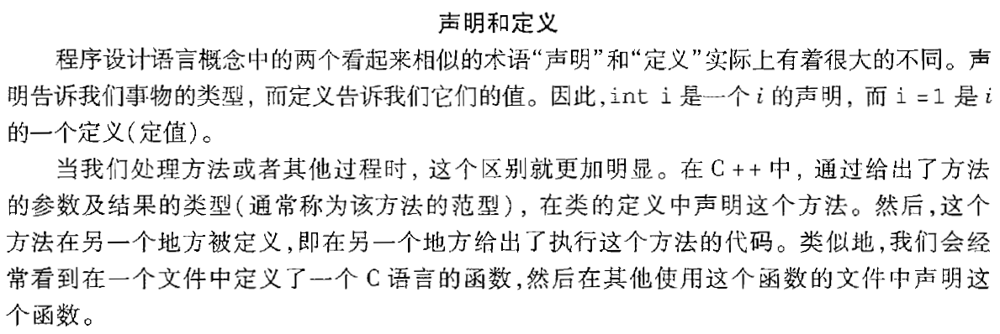 声明和定义
程序设计语言概念中的两个看起来相似的术语“声明”和“定义”实际上有着很大的不同。声
明告诉我们事物的类型, 而定义告诉我们它们的值。因此,int i 是一个 i 的声明, 而 i =1 是 i
的一个定义(定值)。
当我们处理方法或者其他过程时, 这个区别就更加明显。在 C ++ 中, 通过给出了方法
的参数及结果的类型(通常称为该方法的范型), 在类的定义中声明这个方法。然后,这个
方法在另一个地方被定义,即在另一个地方给出了执行这个方法的代码。类似地,我们会经
常看到在一个文件中定义了一个 C 语言的函数,然后在其他使用这个函数的文件中声明这
个函数。